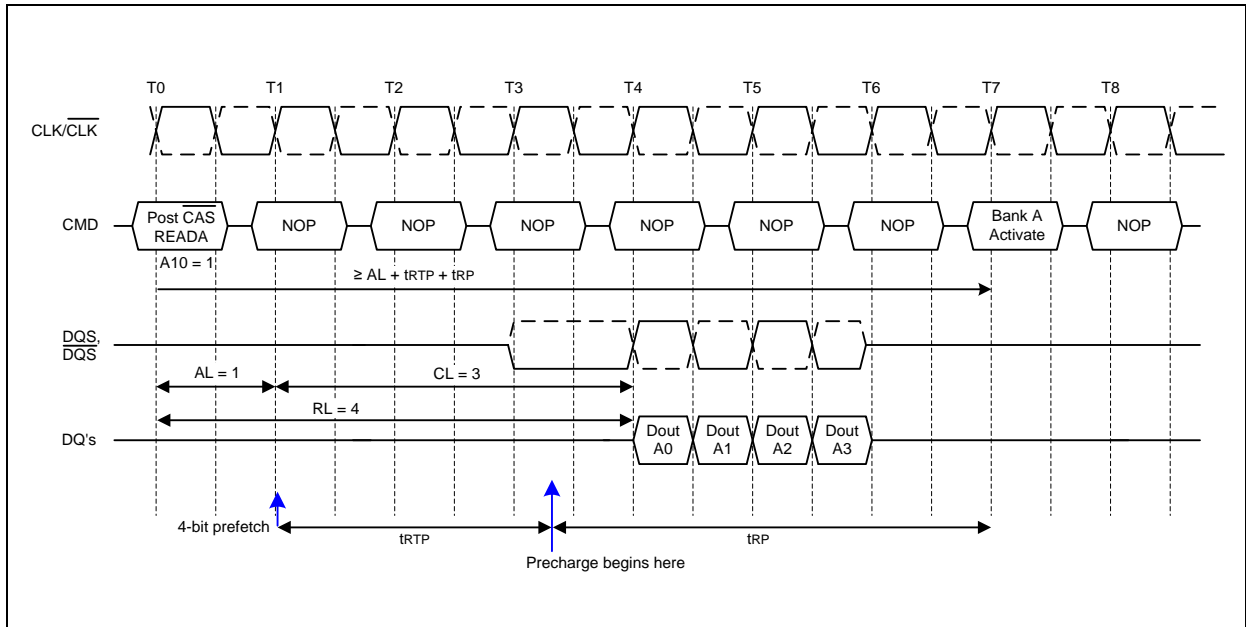 T0 T1 T2 T3 T4 T5 T6 T7 T8
CLK/CLK
CMD
Post CAS
READA
NOP NOP NOP NOP NOP NOP
Bank A
Activate
NOP
A10 = 1
≥ AL + tRTP + tRP
DQS,
DQS
AL = 1
CL = 3
RL = 4
DQ's
Dout
A0
Dout
A1
Dout
A2
Dout
A3
4-bit prefetch
tRTP
tRP
Precharge begins here